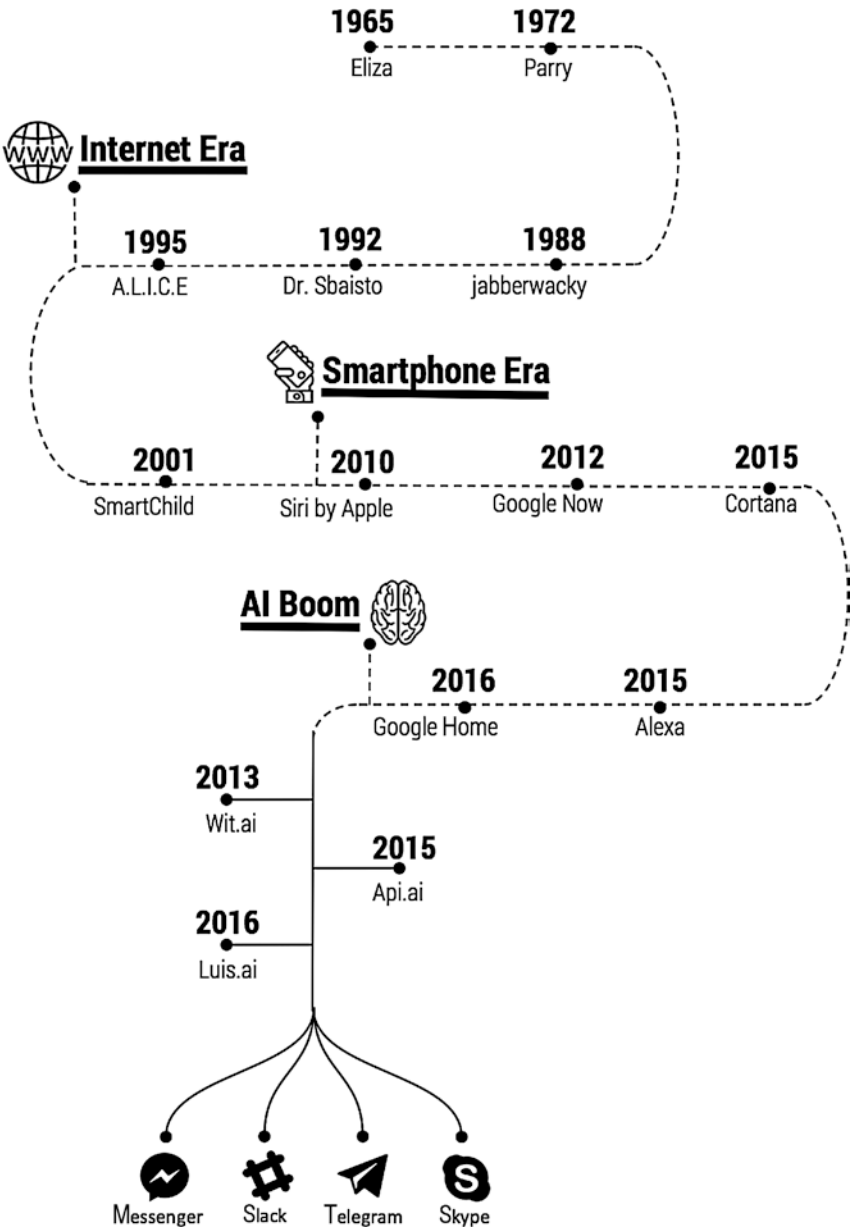 1965 1972
Eliza Parry
WWW Internet Era
1995 1992 1988
A.L.I.C.E Dr. Sbaisto jabberwacky
Smartphone Era
2001 2010 2012 2015
SmartChild Siri by Apple Google Now Cortana
AI Boom
2016 2015
Google Home Alexa
2013
Wit.ai
2015
Api.ai
2016
Luis.ai
S
Messenger Slack Telegram Skype